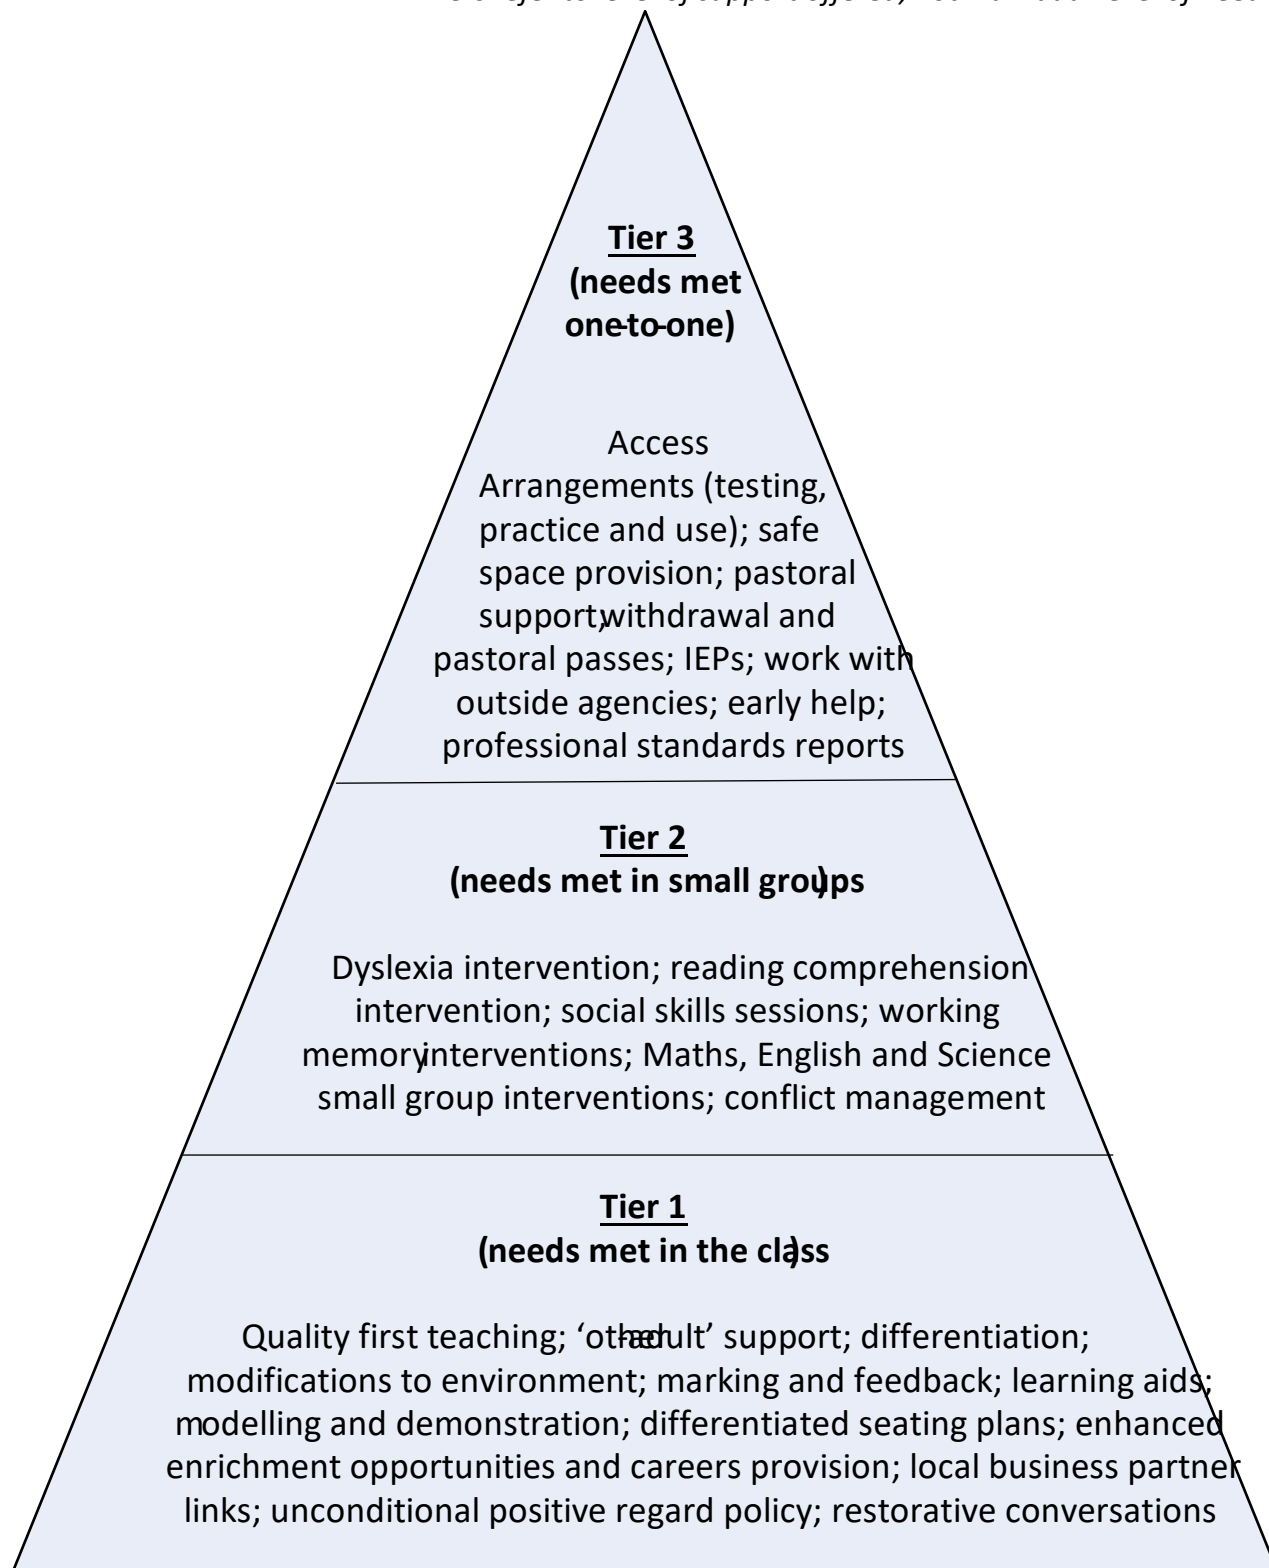 Tier 3
(needs met
one-to-one)
Access
Arrangements (testing,
practice and use); safe
space provision; pastoral
support; withdrawal and
pastoral passes; IEPs; work with
outside agencies; early help;
professional standards reports
Tier 2
(needs met in small groups)
Dyslexia intervention; reading comprehension
intervention; social skills sessions; working
memory interventions; Maths, English and Science
small group interventions; conflict management
Tier 1
(needs met in the class)
Quality first teaching; ‘other-adult’ support; differentiation;
modifications to environment; marking and feedback; learning aids;
modelling and demonstration; differentiated seating plans; enhanced
enrichment opportunities and careers provision; local business partner
links; unconditional positive regard policy; restorative conversations